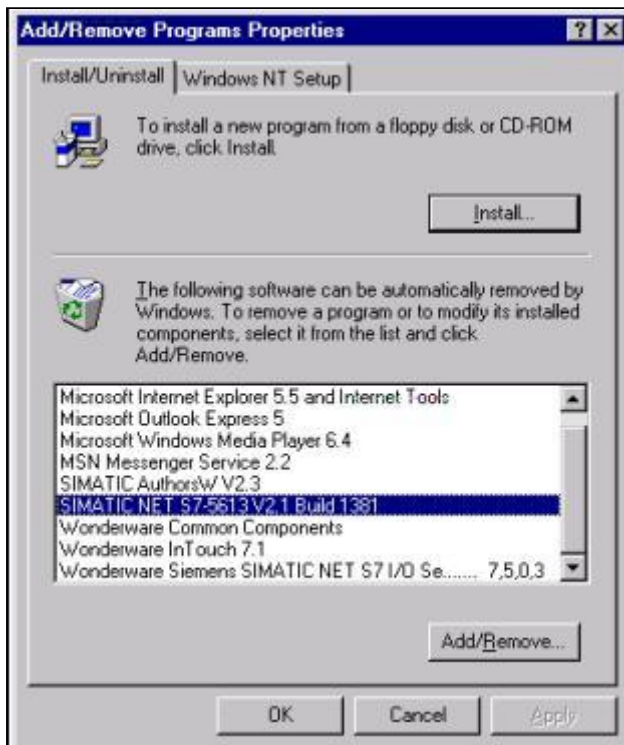 Add/Remove Programs Properties
Install/Uninstall
Windows NT Setup
To install a new program from a floppy disk or CD-ROM
drive, click Install.
Install...
The following software can be automatically removed by
Windows. To remove a program or to modify its installed
components, select it from the list and click
Add/Remove.
Microsoft Internet Explorer 5.5 and Internet Tools
Microsoft Outlook Express 5
Microsoft Windows Media Player 6.4
MSN Messenger Service 2.2
SIMATIC AuthorsW V2.3
SIMATIC NET S7-5613 V2.1 Build 1381
Wonderware Common Components
Wonderware InTouch 7.1
Wonderware Siemens SIMATIC NET S7 I/O Se....... 7,5,0,3
Add/Remove...
OK
Cancel
Apply